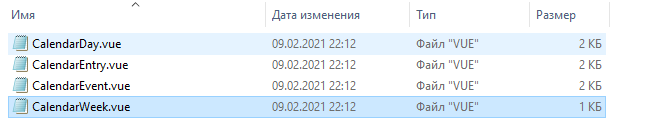 Имя Дата изменения Тип Размер
CalendarDay.vue 09.02.2021 22:12 Файл "VUE" 2 КБ
CalendarEntry.vue 09.02.2021 22:12 Файл "VUE" 2 КБ
CalendarEvent.vue 09.02.2021 22:12 Файл "VUE" 2 КБ
CalendarWeek.vue 09.02.2021 22:12 Файл "VUE" 1 КБ